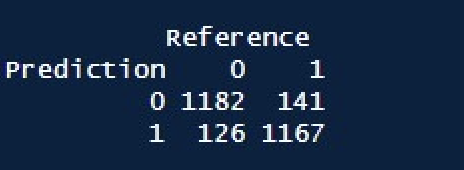 Reference
Prediction 0 1
0 1182 141
1 126 1167